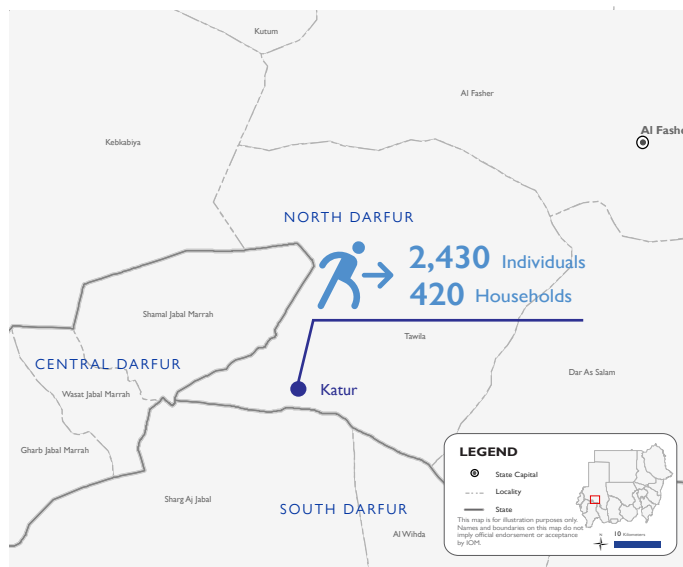 Kutum
Al Fasher
Al Fashe
Kebkabiya
NORTH DARFUR
2,430 Individuals
420 Households
Shamal Jabal Marrah
Tawila
CENTRAL DARFUR
Dar As Salam
Wasat Jabal Marrah
Katur
Gharb Jabal Marrah
Sharg Aj Jabal
SOUTH DARFUR
Al Wihda
LEGEND
State Capital
Locality
State
This map is for illustration purposes only.
Names and boundaries on this map do not
imply official endorsement or acceptance
by IOM.
N
10 Kilometers